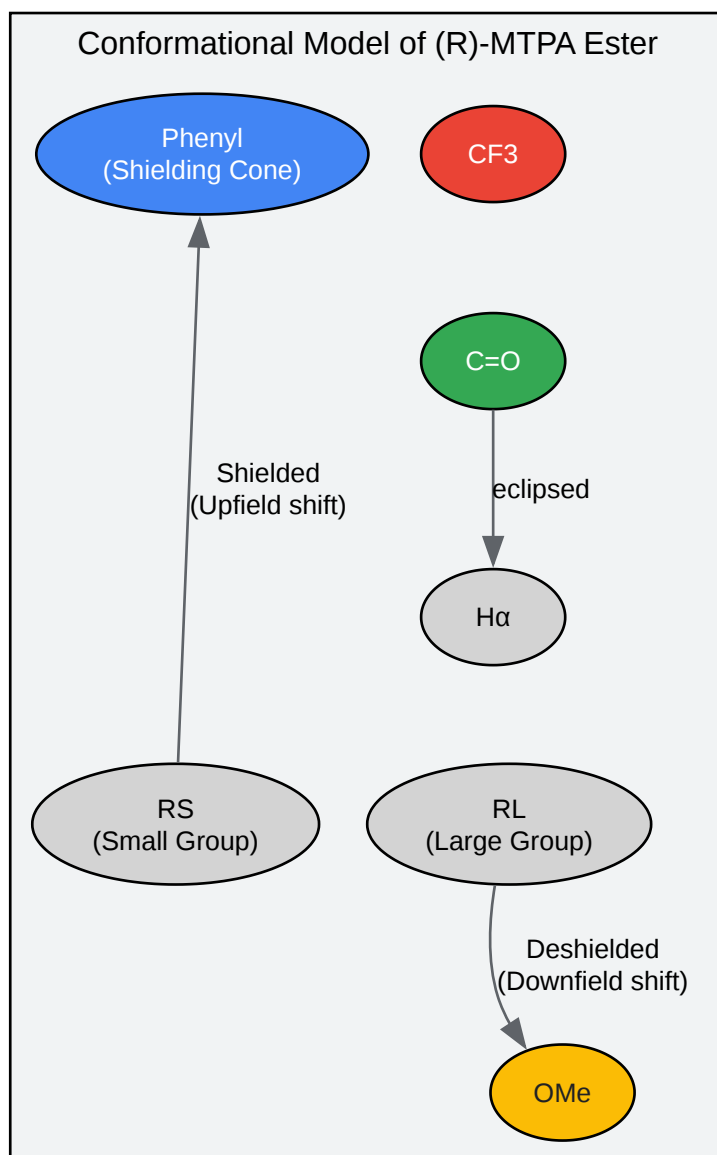 Conformational Model of (R)-MTPA Ester
Phenyl
(Shielding Cone)
CF3
C=O
Shielded
(Upfield shift)
eclipsed
Hα
RS
(Small Group)
RL
(Large Group)
Deshielded
(Downfield shift)
OMe